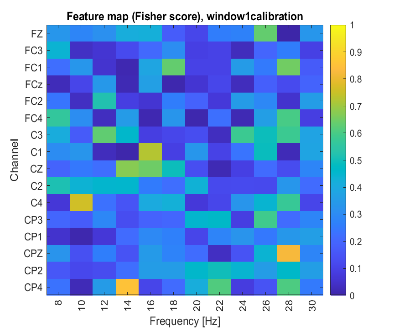 Feature map (Fisher score), window1calibration
FZ
FC3
FC1
FCz
FC2
FC4
C3
C1
CZ
C2
C4
CP3
CP1
CPZ
CP2
CP4
Channel
8 10 12 14 16 18 20 22 24 26 28 30
Frequency [Hz]
1
0.9
0.8
0.7
0.6
0.5
0.4
0.3
0.2
0.1
0